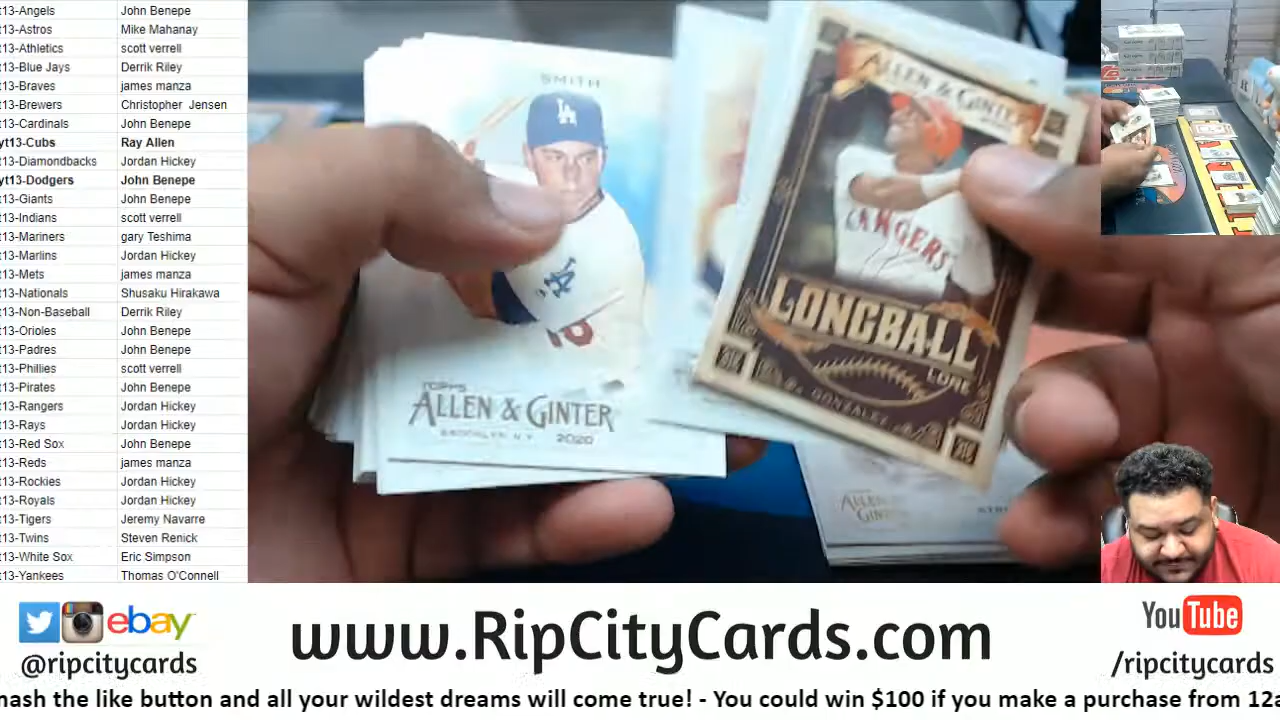 t13-Angels John Benepe
t13-Astros Mike Mahanay
t13-Athletics scott verrell
t13-Blue Jays Derrik Riley
t13-Braves james manza
t13-Brewers Christopher Jensen
t13-Cardinals John Benepe
yt13-Cubs Ray Allen
t13-Diamondbacks Jordan Hickey
yt13-Dodgers John Benepe
t13-Giants John Benepe
t13-Indians scott verrell
t13-Mariners gary Teshima
t13-Marlins Jordan Hickey
t13-Mets james manza
t13-Nationals Shusaku Hirakawa
t13-Non-Baseball Derrik Riley
t13-Orioles John Benepe
t13-Padres John Benepe
t13-Phillies scott verrell
t13-Pirates John Benepe
t13-Rangers Jordan Hickey
t13-Rays Jordan Hickey
t13-Red Sox John Benepe
t13-Reds james manza
t13-Rockies Jordan Hickey
t13-Royals Jordan Hickey
t13-Tigers Jeremy Navarre
t13-Twins Steven Renick
t13-White Sox Eric Simpson
t13-Yankees Thomas O'Connell
SMITH
LA
16
TOPPS
ALLEN & GINTER
BROOKLYN N.Y. 2020
ALLEN & GINTER
RANGERS
LONGBALL
LORE
GONZALEZ
ALLEN &
GINTER
ebay
@ripcitycards
www.RipCityCards.com
YouTube
/ripcitycards
mash the like button and all your wildest dreams will come true! - You could win $100 if you make a purchase from 12a